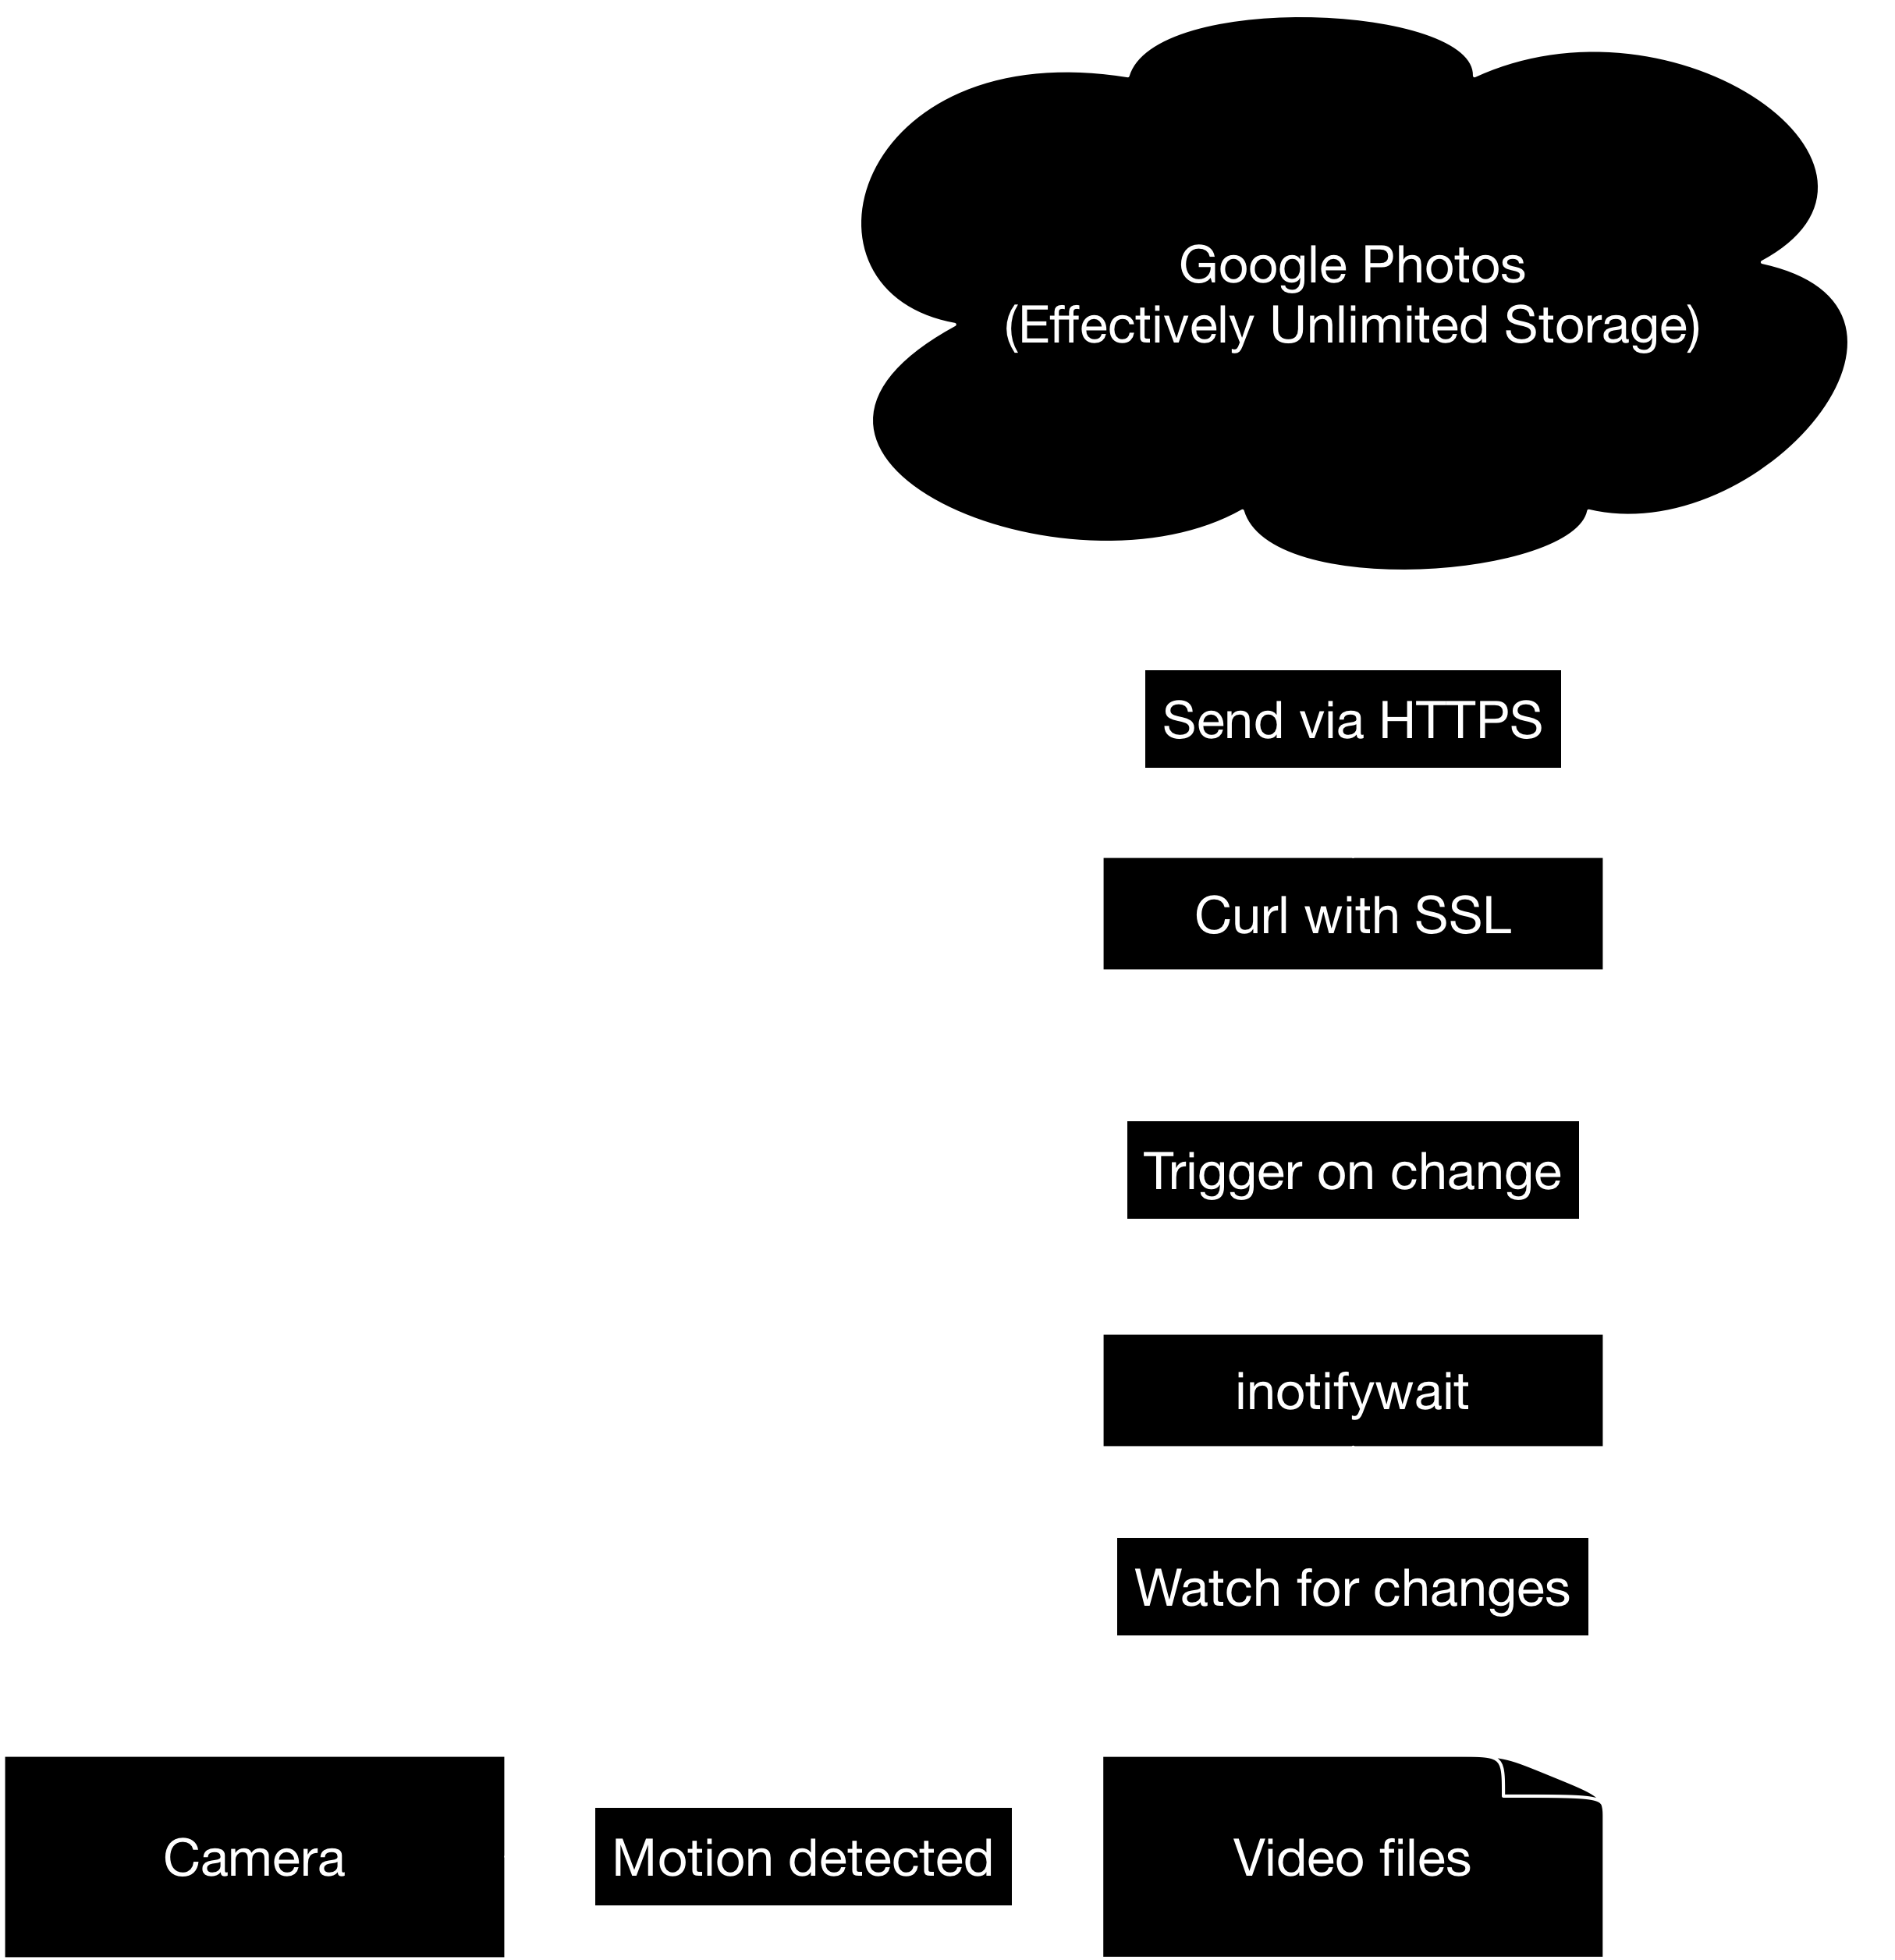 Google Photos
(Effectively Unlimited Storage)
Send via HTTPS
Curl with SSL
Trigger on change
inotifywait
Watch for changes
Camera
Motion detected
Video files